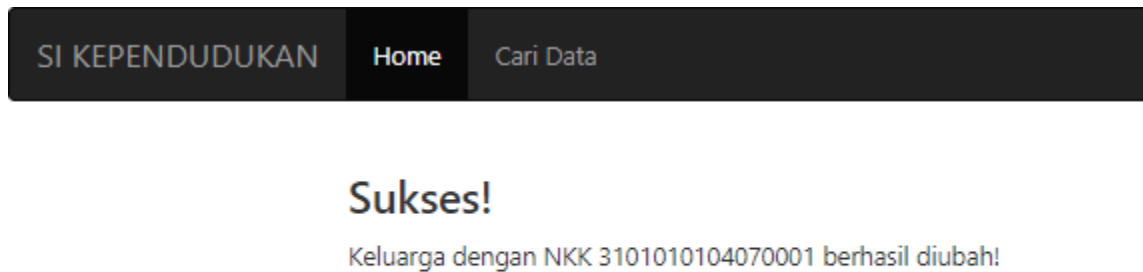 SI KEPENDUDUKAN Home Cari Data
Sukses!
Keluarga dengan NKK 3101010104070001 berhasil diubah!